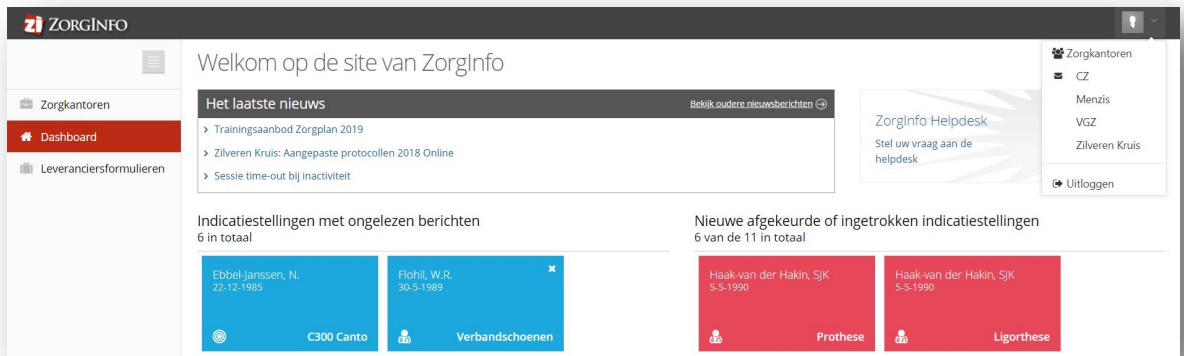 zi ZORGINFO
Zorgkantoren
Dashboard
Leveranciersformulieren
Welkom op de site van ZorgInfo
Het laatste nieuws
Bekijk oudere nieuwsberichten
Trainingsaanbod Zorgplan 2019
Zilveren Kruis: Aangepaste protocollen 2018 Online
Sessie time-out bij inactiviteit
ZorgInfo Helpdesk
Stel uw vraag aan de
helpdesk
Zorgkantoren
CZ
Menzis
VGZ
Zilveren Kruis
Uitloggen
Indicatiestellingen met ongelezen berichten
6 in totaal
Ebbel-Janssen, N.
22-12-1985
C300 Canto
Flohil, W.R.
30-5-1989
Verbandschoenen
Nieuwe afgekeurde of ingetrokken indicatiestellingen
6 van de 11 in totaal
Haak-van der Hakin, SJK
5-5-1990
Prothese
Haak-van der Hakin, SJK
5-5-1990
Ligorthese